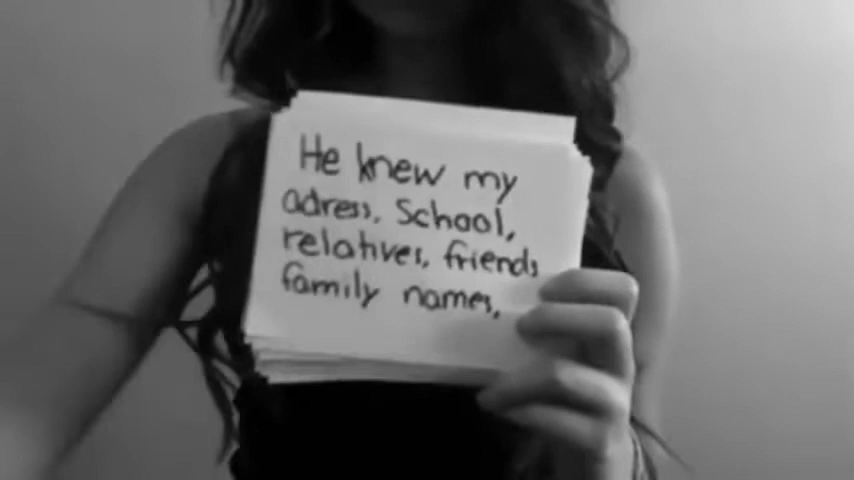 He knew my
adress, School,
relatives, friends
family names,